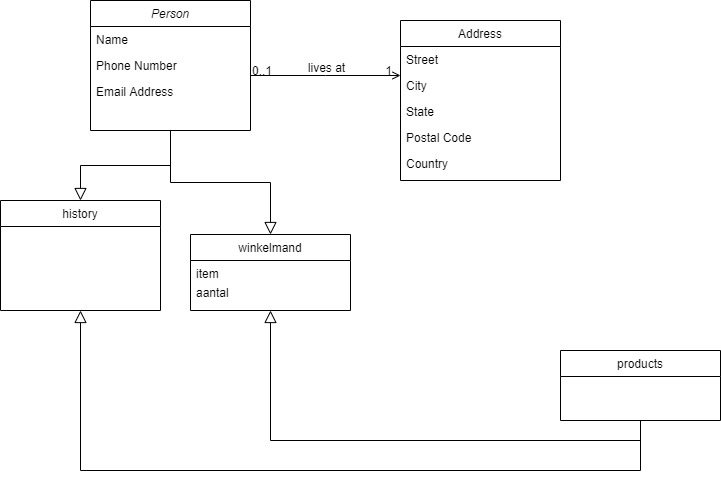 Person
Name
Phone Number
Email Address
0..1
lives at
1
Address
Street
City
State
Postal Code
Country
history
winkelmand
item
aantal
products